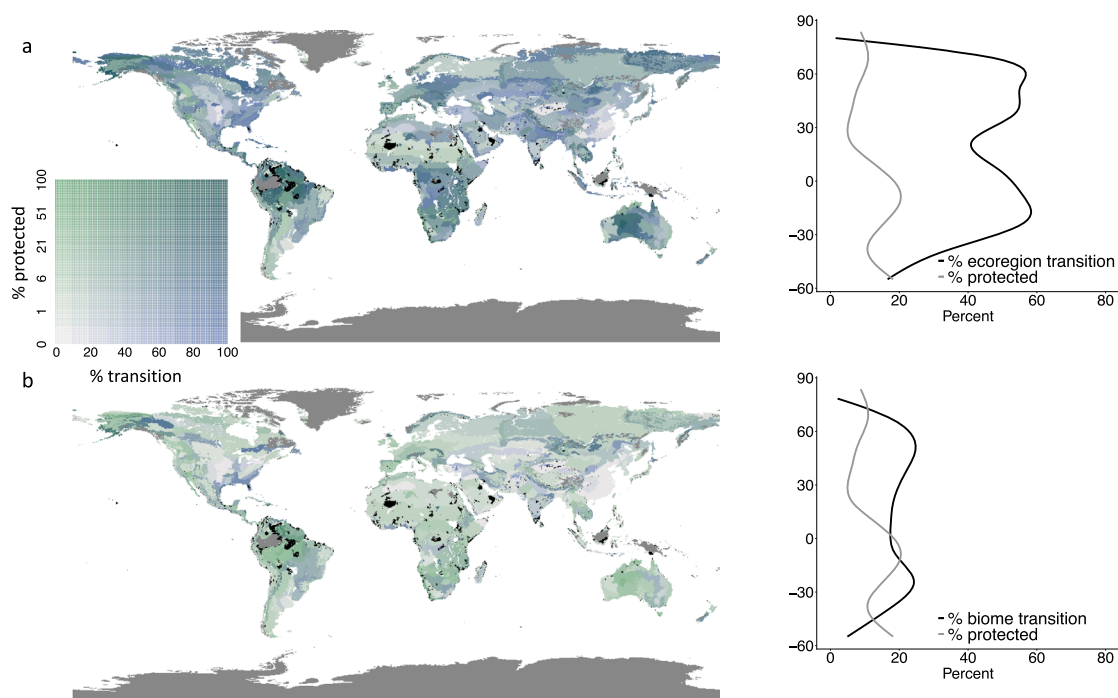 a
% protected
100
51
21
6
1
0
0 20 40 60 80 100
% transition
90
60
30
0
−30
−60
% ecoregion transition
% protected
0 20 40 60 80
Percent
b
90
60
30
0
−30
−60
% biome transition
% protected
0 20 40 60 80
Percent